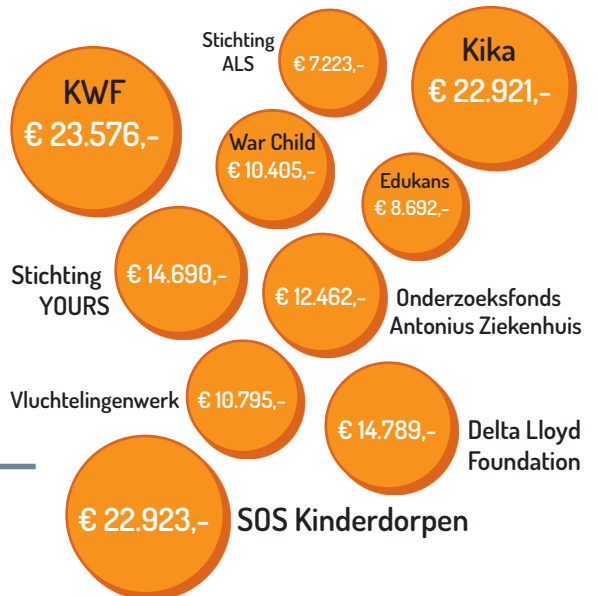 Stichting
ALS
€ 7.223,-
Kika
€ 22.921,-
KWF
€ 23.576,-
War Child
€ 10.405,-
Edukans
€ 8.692,-
Stichting
YOURS
€ 14.690,-
€ 12.462,-
Onderzoeksfonds
Antonius Ziekenhuis
Vluchtelingenwerk
€ 10.795,-
€ 14.789,-
Delta Lloyd
Foundation
€ 22.923,-
SOS Kinderdorpen